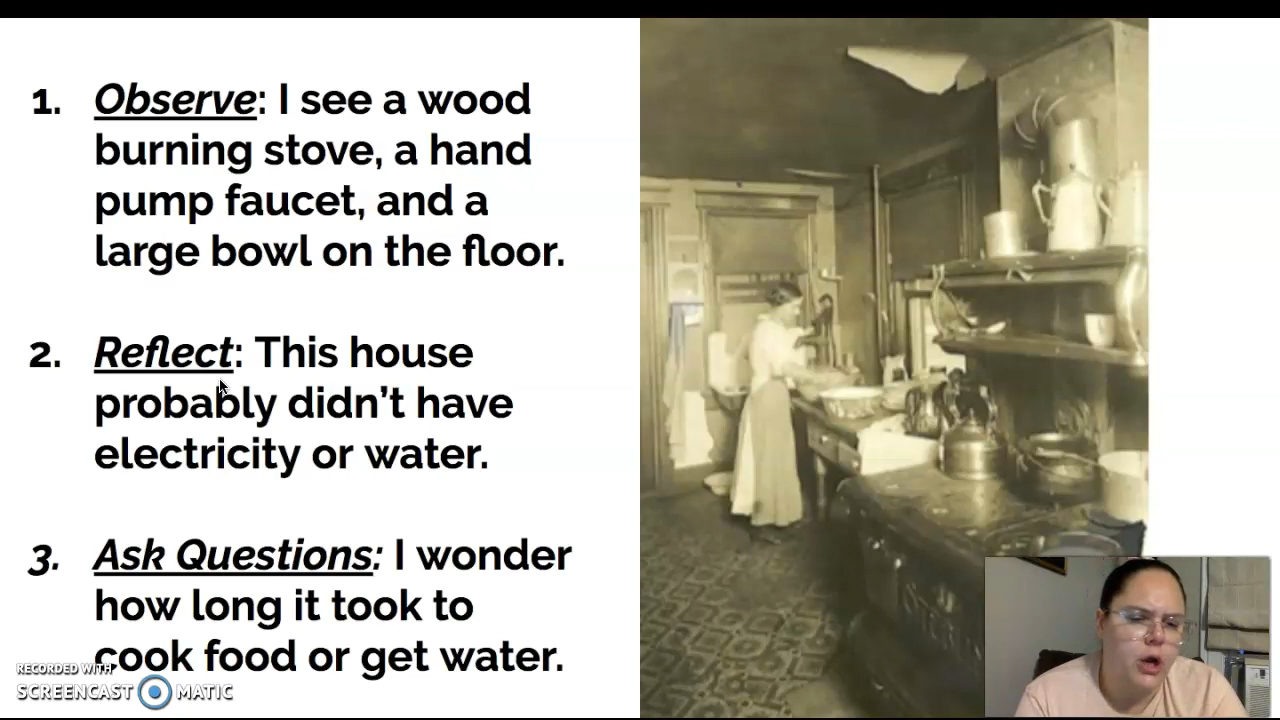 1. Observe: I see a wood
burning stove, a hand
pump faucet, and a
large bowl on the floor.
2. Reflect: This house
probably didn't have
electricity or water.
3. Ask Questions: I wonder
how long it took to
cook food or get water.
RECORDED WITH
SCREENCAST MATIC